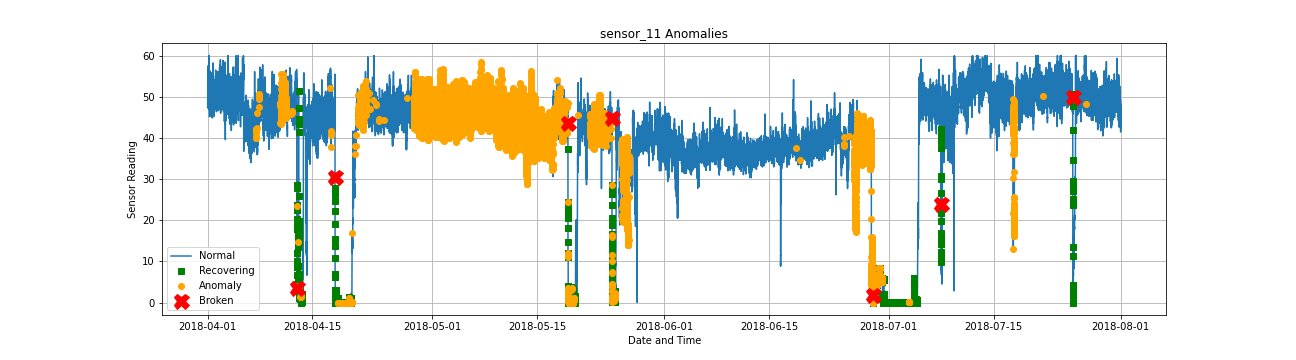 sensor_11 Anomalies
Sensor Reading
60
50
40
30
20
10
0
Normal
Recovering
Anomaly
Broken
2018-04-01 2018-04-15 2018-05-01 2018-05-15 2018-06-01 2018-06-15 2018-07-01 2018-07-15 2018-08-01
Date and Time